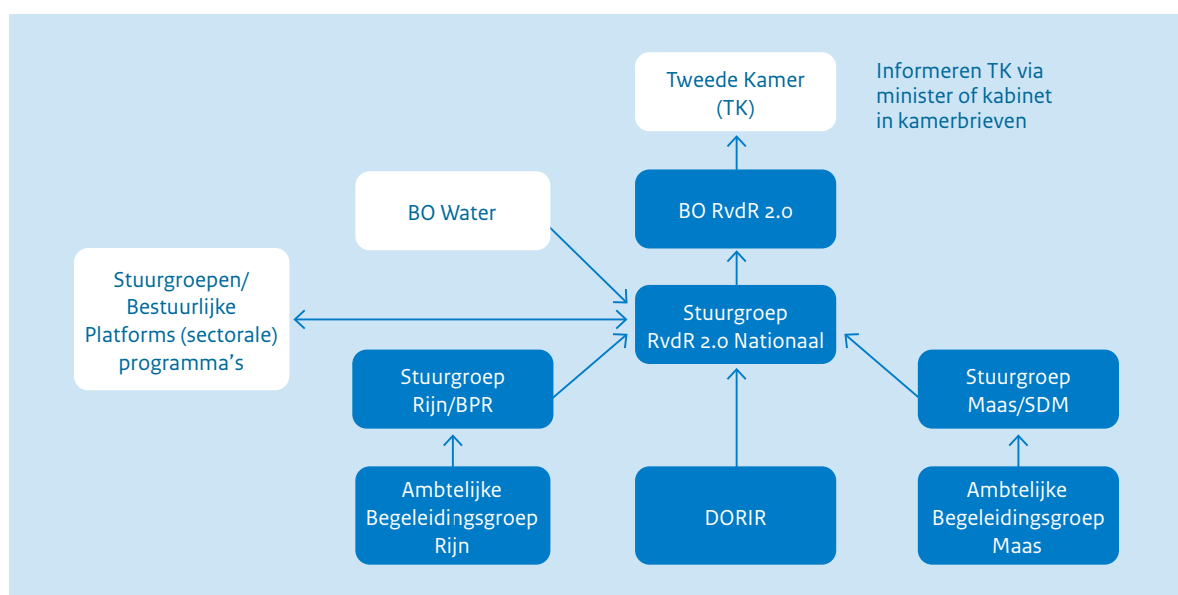 Tweede Kamer
(TK)
Informeren TK via
minister of kabinet
in kamerbrieven
BO Water
BO RvdR 2.0
Stuurgroepen/
Bestuurlijke
Platforms (sectorale)
programma's
Stuurgroep
RvdR 2.0 Nationaal
Stuurgroep
Rijn/BPR
Stuurgroep
Maas/SDM
Ambtelijke
Begeleidingsgroep
Rijn
DORIR
Ambtelijke
Begeleidingsgroep
Maas